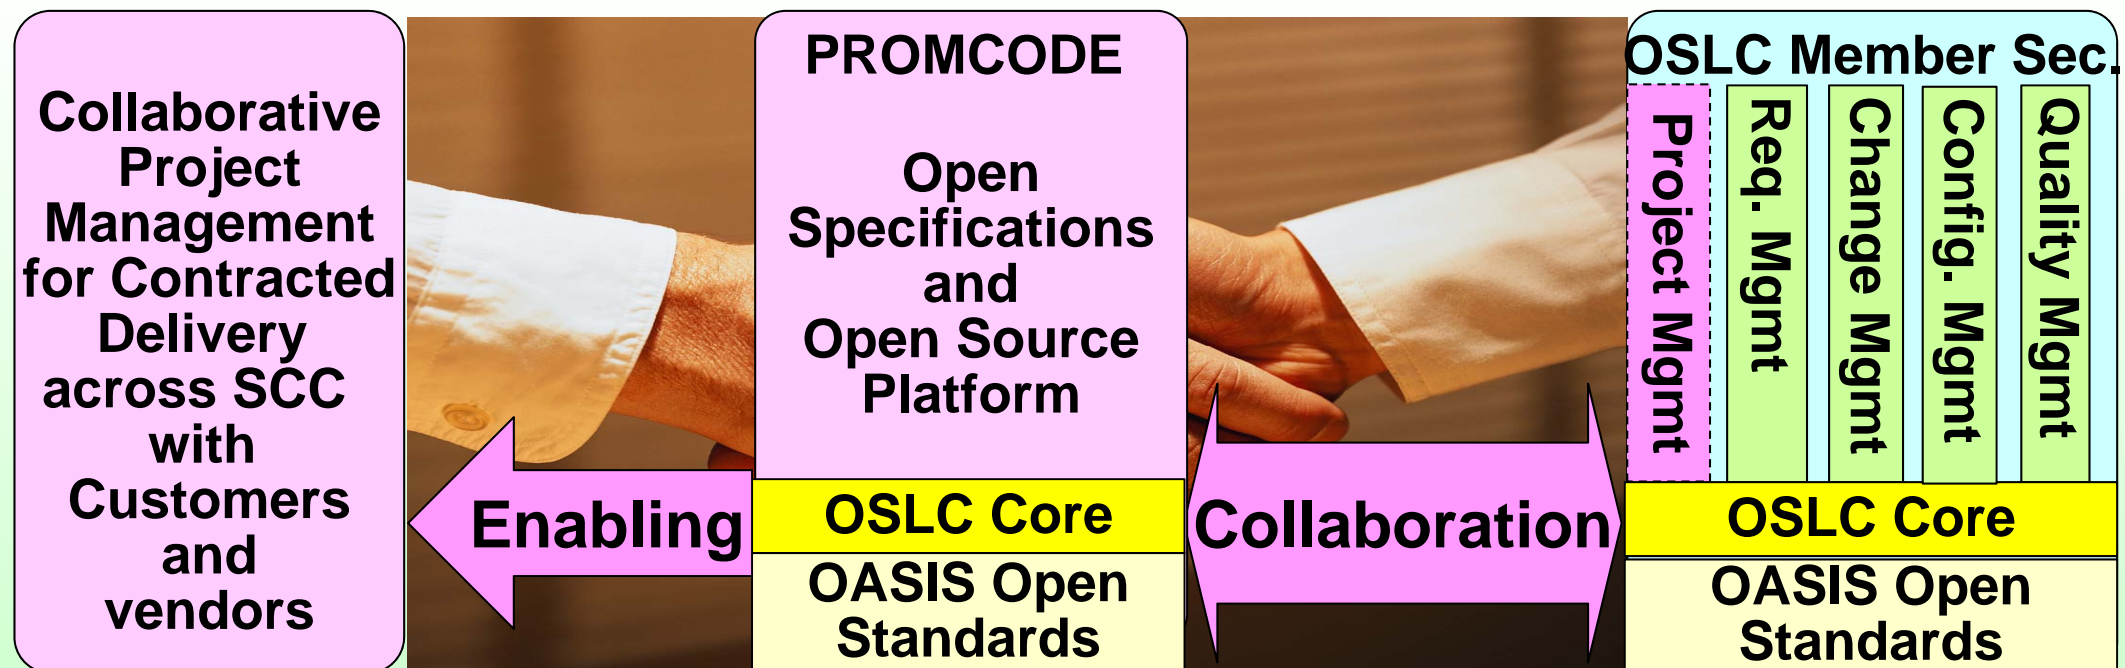 Collaborative
Project
Management
for Contracted
Delivery
across SCC
with
Customers
and
vendors
Enabling
PROMCODE
Open
Specifications
and
Open Source
Platform
OSLC Core
OASIS Open
Standards
Collaboration
OSLC Member Sec.
Project Mgmt
Req. Mgmt
Change Mgmt
Config. Mgmt
Quality Mgmt
OSLC Core
OASIS Open
Standards